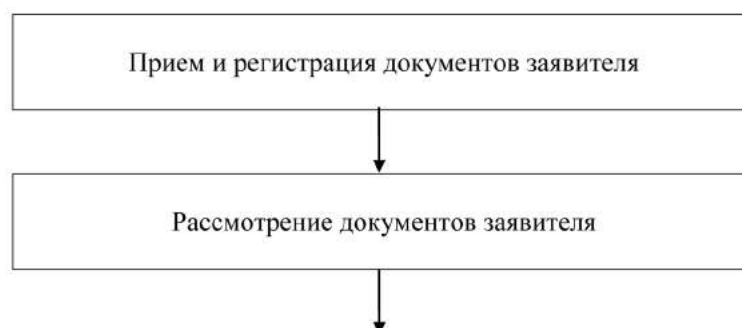 Прием и регистрация документов заявителя
Рассмотрение документов заявителя